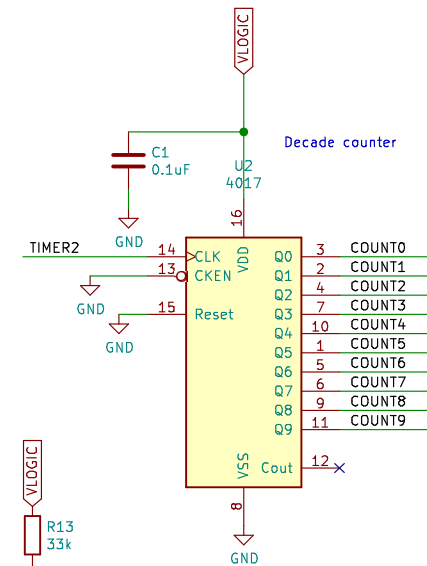 VLOGIC
Decade counter
C1
0.1uF
GND
U2
4017
16
VDD
TIMER2
14
CLK
13
CKEN
GND
15
Reset
GND
Q0
3
COUNT0
Q1
2
COUNT1
Q2
4
COUNT2
Q3
7
COUNT3
Q4
10
COUNT4
Q5
1
COUNT5
Q6
5
COUNT6
Q7
6
COUNT7
Q8
9
COUNT8
Q9
11
COUNT9
Cout
12
VSS
8
GND
VLOGIC
R13
33k